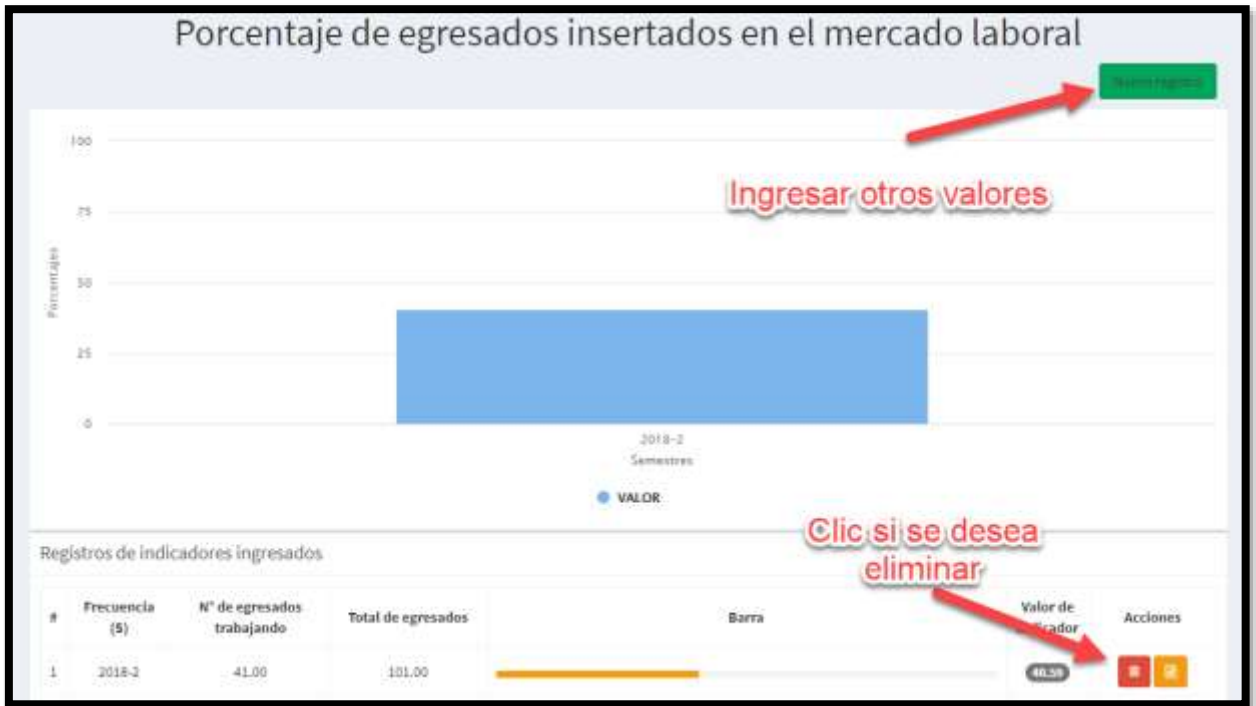 Porcentaje de egresados insertados en el mercado laboral
Nuevo registro
Ingresar otros valores
100
75
50
25
0
Porcentajes
2018-2
Semestres
VALOR
Clic si se desea
eliminar
Registros de indicadores ingresados
# Frecuencia (S) N° de egresados trabajando Total de egresados Barra Valor de Acciones
1 2018-2 41.00 101.00 40.59